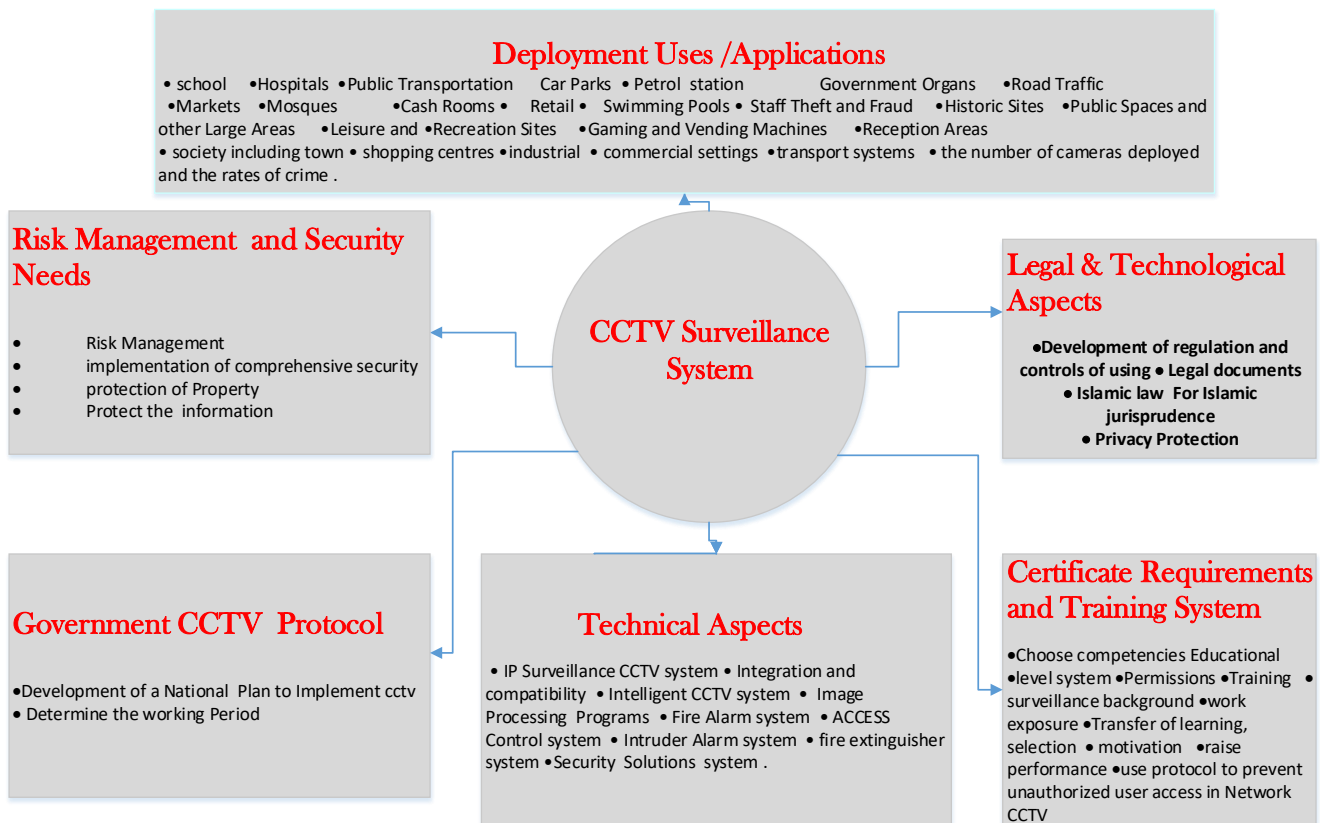 Deployment Uses /Applications
• school •Hospitals •Public Transportation Car Parks • Petrol station Government Organs •Road Traffic
•Markets •Mosques •Cash Rooms • Retail • Swimming Pools • Staff Theft and Fraud •Historic Sites •Public Spaces and
other Large Areas •Leisure and •Recreation Sites •Gaming and Vending Machines •Reception Areas
• society including town • shopping centres •industrial • commercial settings •transport systems • the number of cameras deployed
and the rates of crime .
Risk Management and Security
Needs
• Risk Management
• implementation of comprehensive security
• protection of Property
• Protect the information
CCTV Surveillance
System
Legal & Technological
Aspects
•Development of regulation and
controls of using • Legal documents
• Islamic law For Islamic
jurisprudence
• Privacy Protection
Government CCTV Protocol
•Development of a National Plan to Implement cctv
• Determine the working Period
Technical Aspects
• IP Surveillance CCTV system • Integration and
compatibility • Intelligent CCTV system • Image
Processing Programs • Fire Alarm system • ACCESS
Control system • Intruder Alarm system • fire extinguisher
system •Security Solutions system .
Certificate Requirements
and Training System
•Choose competencies Educational
•level system •Permissions •Training •
surveillance background •work
exposure •Transfer of learning,
selection • motivation •raise
performance •use protocol to prevent
unauthorized user access in Network
CCTV